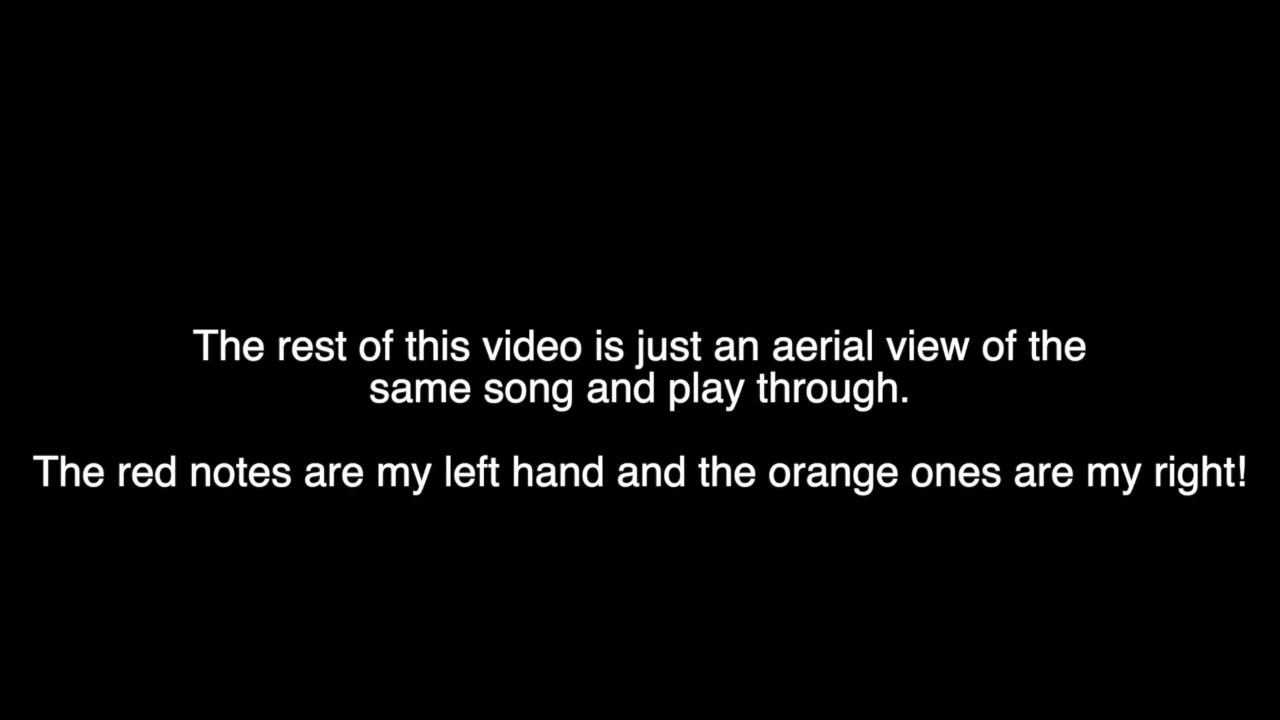 The rest of this video is just an aerial view of the
same song and play through.
The red notes are my left hand and the orange ones are my right!